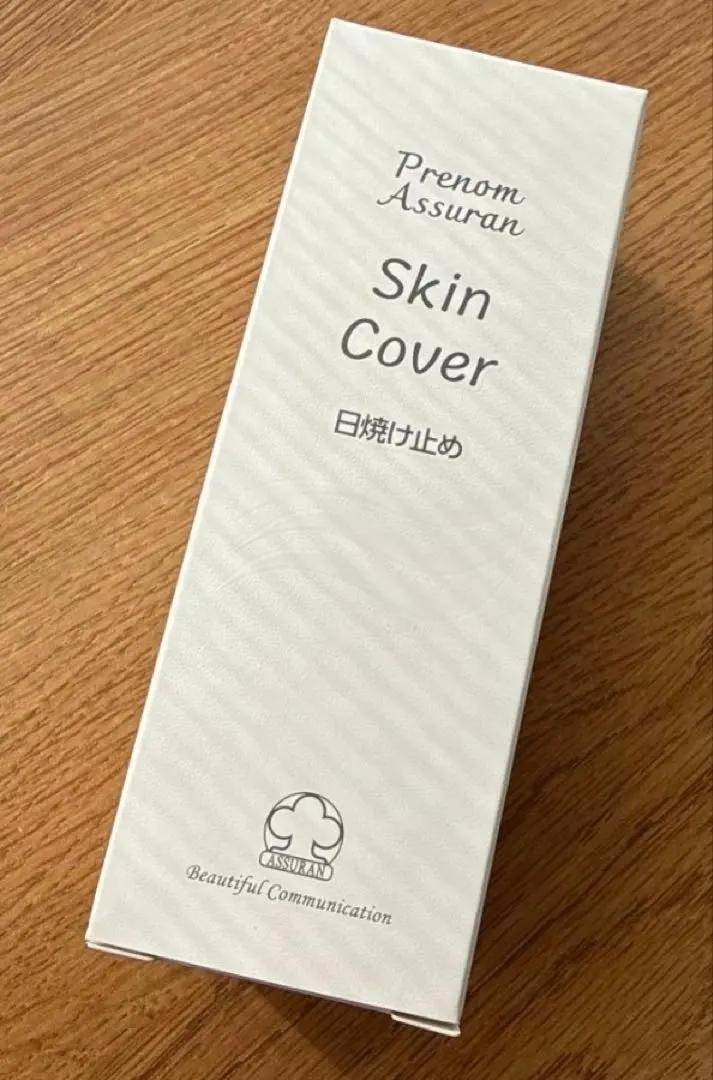 Prenom
Assuran
Skin
Cover
日焼け止め
ASSURAN
Beautiful Communication